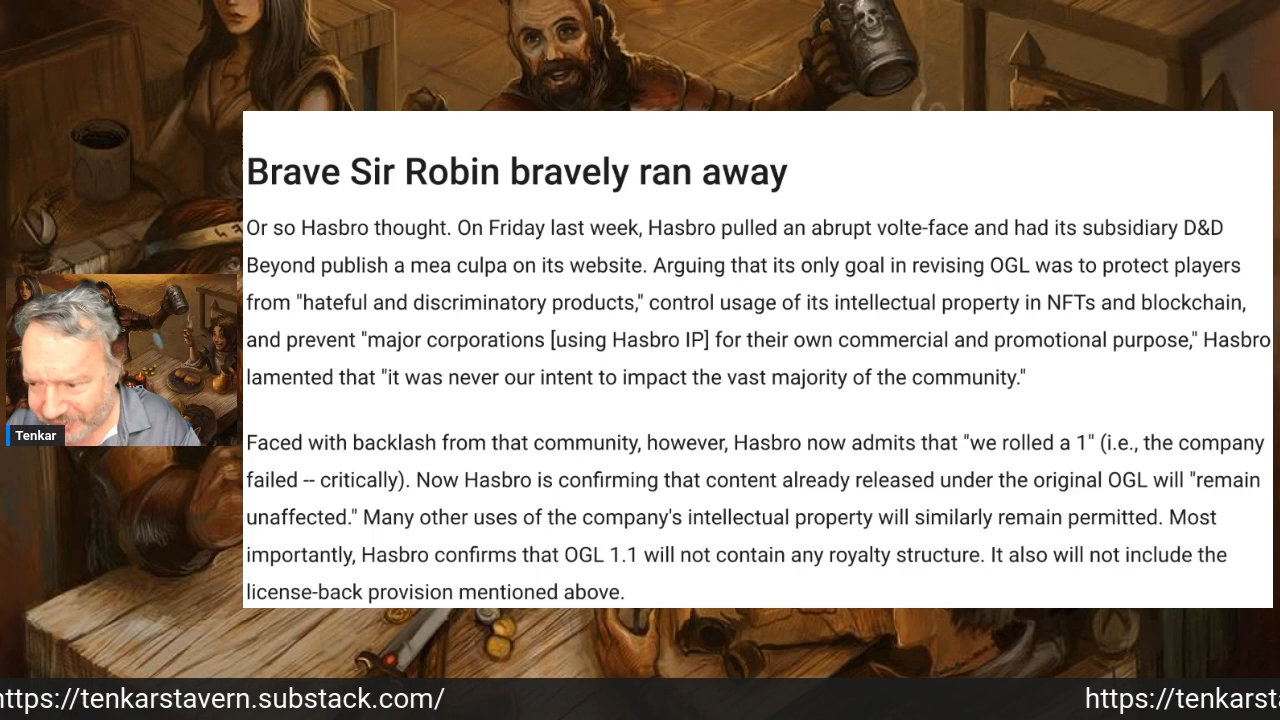 Brave Sir Robin bravely ran away
Or so Hasbro thought. On Friday last week, Hasbro pulled an abrupt volte-face and had its subsidiary D&D
Beyond publish a mea culpa on its website. Arguing that its only goal in revising OGL was to protect players
from "hateful and discriminatory products," control usage of its intellectual property in NFTs and blockchain,
and prevent "major corporations [using Hasbro IP] for their own commercial and promotional purpose," Hasbro
lamented that "it was never our intent to impact the vast majority of the community."
Faced with backlash from that community, however, Hasbro now admits that "we rolled a 1" (i.e., the company
failed -- critically). Now Hasbro is confirming that content already released under the original OGL will "remain
unaffected." Many other uses of the company's intellectual property will similarly remain permitted. Most
importantly, Hasbro confirms that OGL 1.1 will not contain any royalty structure. It also will not include the
license-back provision mentioned above.
Tenkar
ttps://tenkarstavern.substack.com/ https://tenkarsta